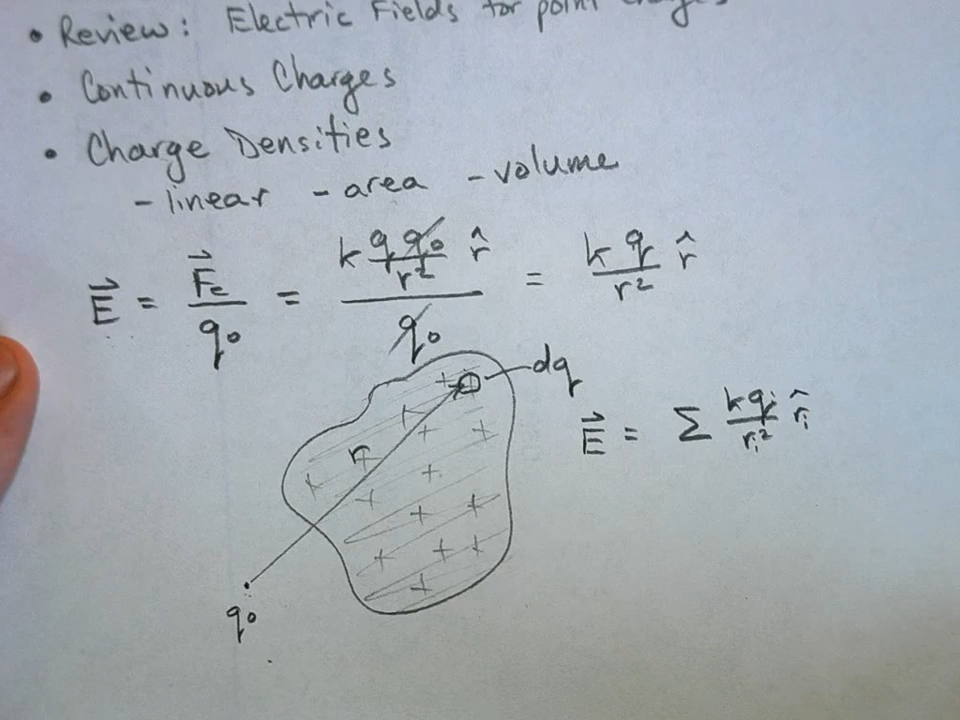 • Review: Electric Fields for point charges
• Continuous Charges
• Charge Densities
- linear - area - volume
E⃗ = F⃗e / q₀ = (k q q₀ / r² r̂) / q₀ = k q / r² r̂
dq
E⃗ = Σ k qᵢ / rᵢ² r̂ᵢ
r
q₀